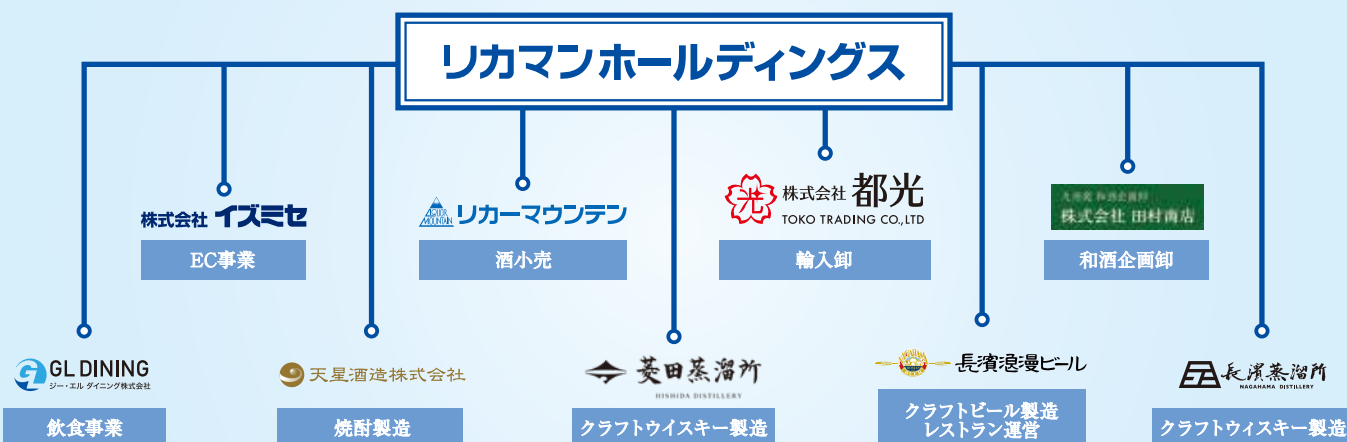 リカマンホールディングス
株式会社 イズミセ
EC事業
LIQUOR MOUNTAIN
リカーマウンテン
酒小売
光
株式会社 都光
TOKO TRADING CO.,LTD
輸入卸
株式会社 田村商店
和酒企画卸
GL DINING
ジー・エル ダイニング株式会社
飲食事業
天星酒造株式会社
焼酎製造
菱田蒸溜所
HISHIDA DISTILLERY
クラフトウイスキー製造
長濱浪漫ビール
クラフトビール製造
レストラン運営
長濱蒸溜所
NAGAHAMA DISTILLERY
クラフトウィスキー製造